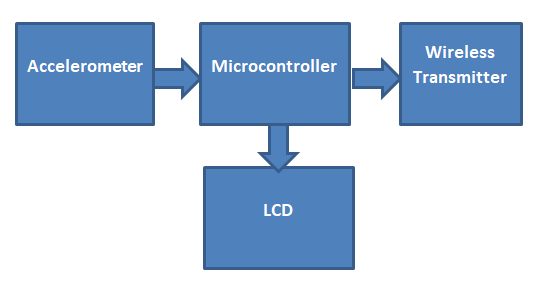 Accelerometer
Microcontroller
Wireless
Transmitter
LCD